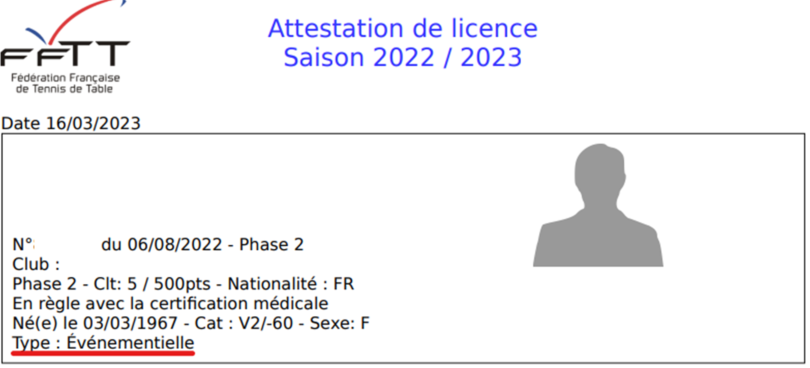 Attestation de licence
Saison 2022 / 2023
FFTT
Fédération Française
de Tennis de Table
Date 16/03/2023
N° du 06/08/2022 - Phase 2
Club :
Phase 2 - Clt: 5 / 500pts - Nationalité : FR
En règle avec la certification médicale
Né(e) le 03/03/1967 - Cat : V2/-60 - Sexe: F
Type : Événementielle